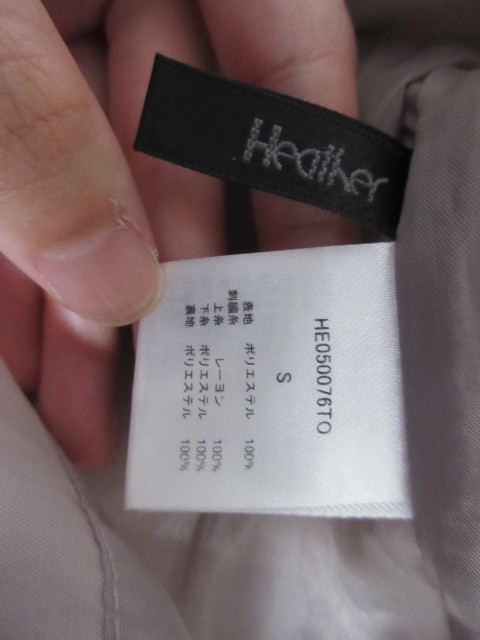 Heather
HE050076TO
S
表地 ポリエステル 100%
刺繍糸
上糸 レーヨン 100%
下糸 ポリエステル 100%
裏地 ポリエステル 100%